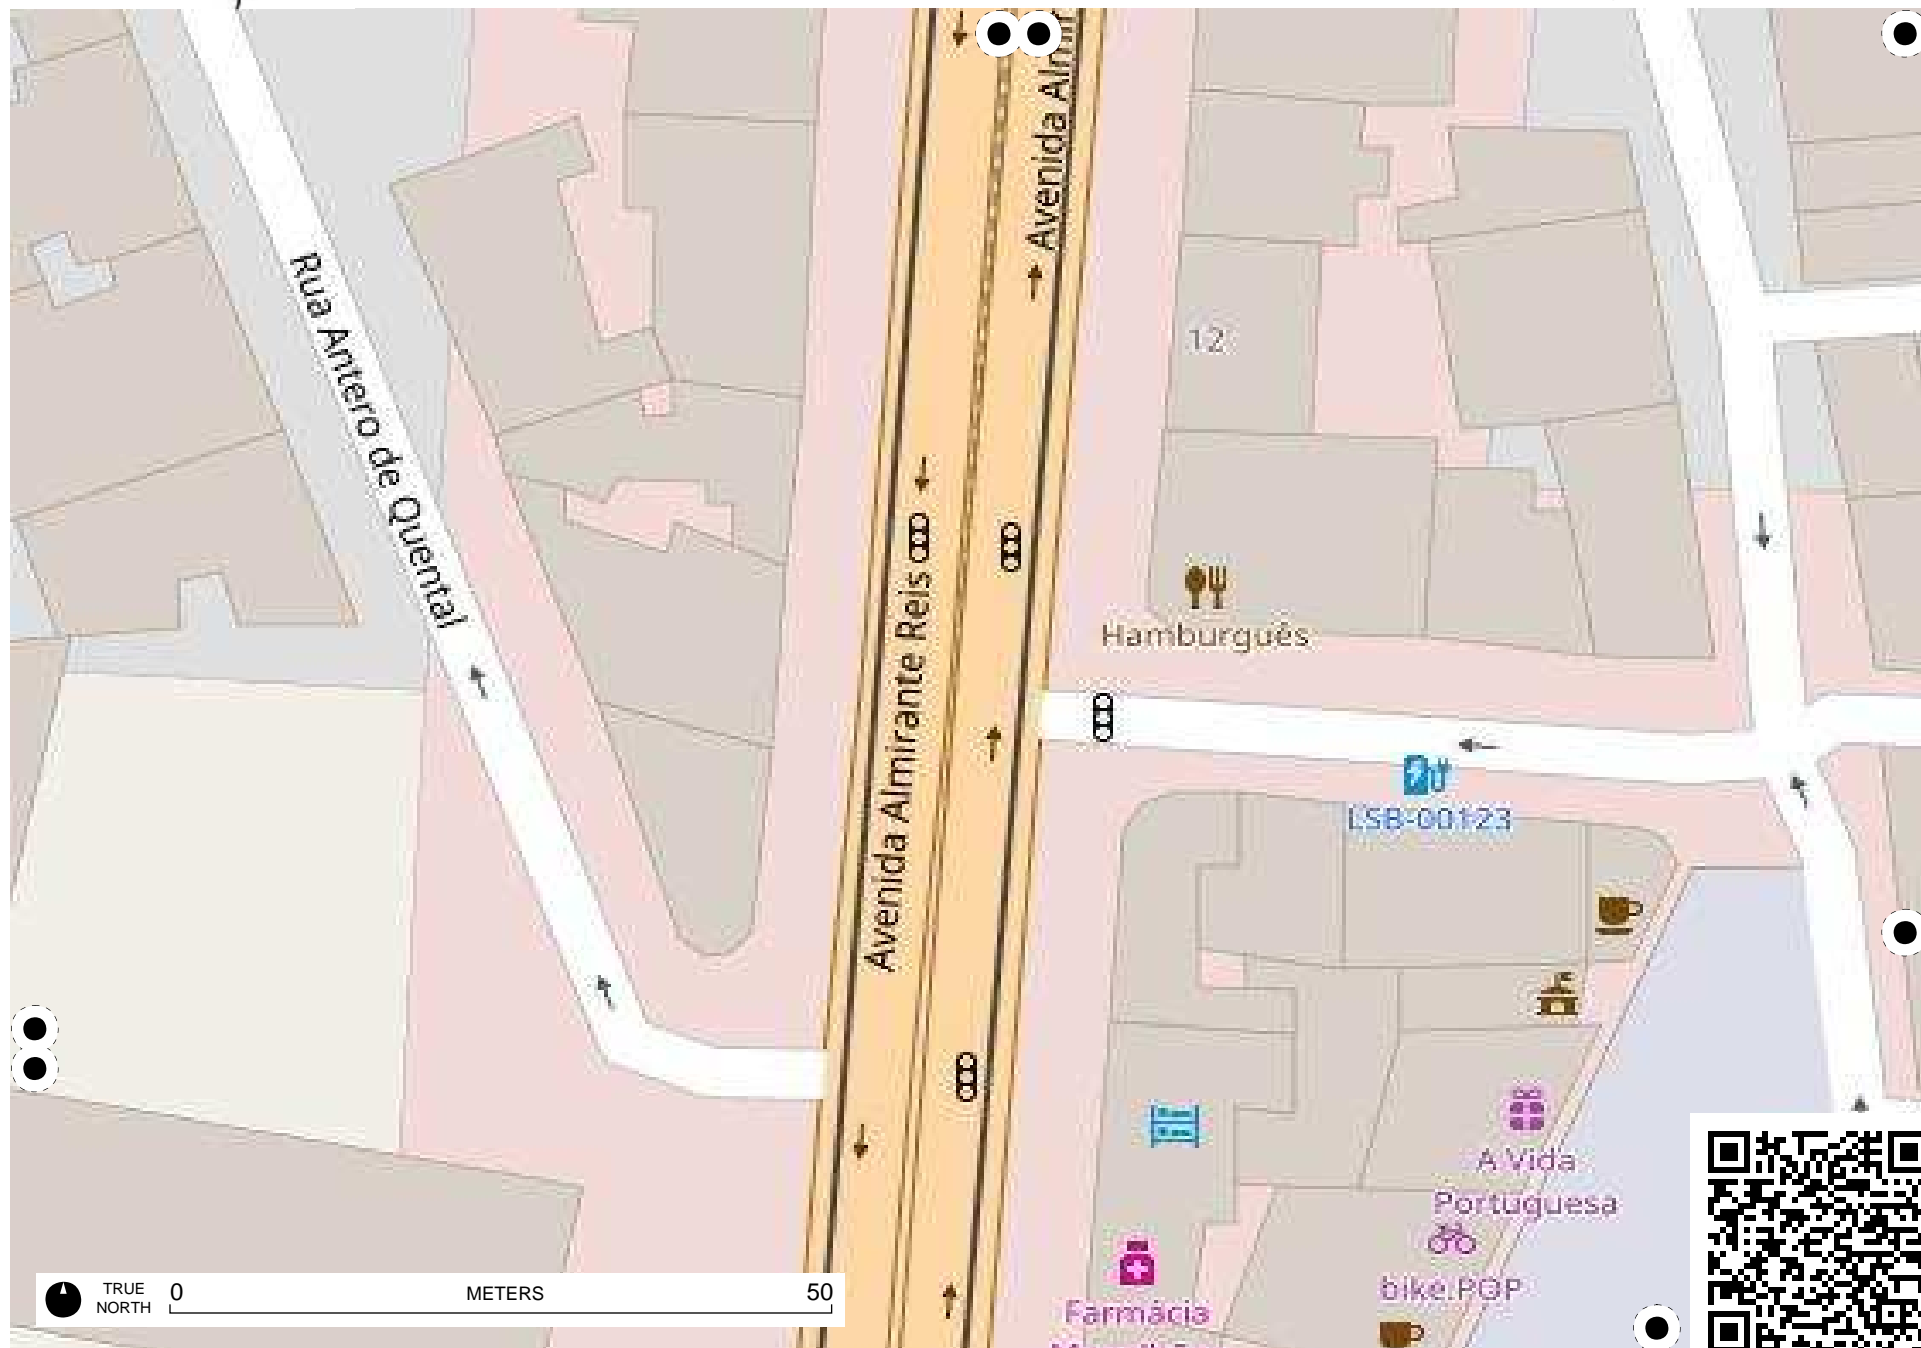 Rua Antero de Quental
Avenida Almirante Reis
Avenida
12
Hamburguês
LSB-00123
A Vida
Portuguesa
bike.POP
Farmácia
TRUE
NORTH
0
METERS
50